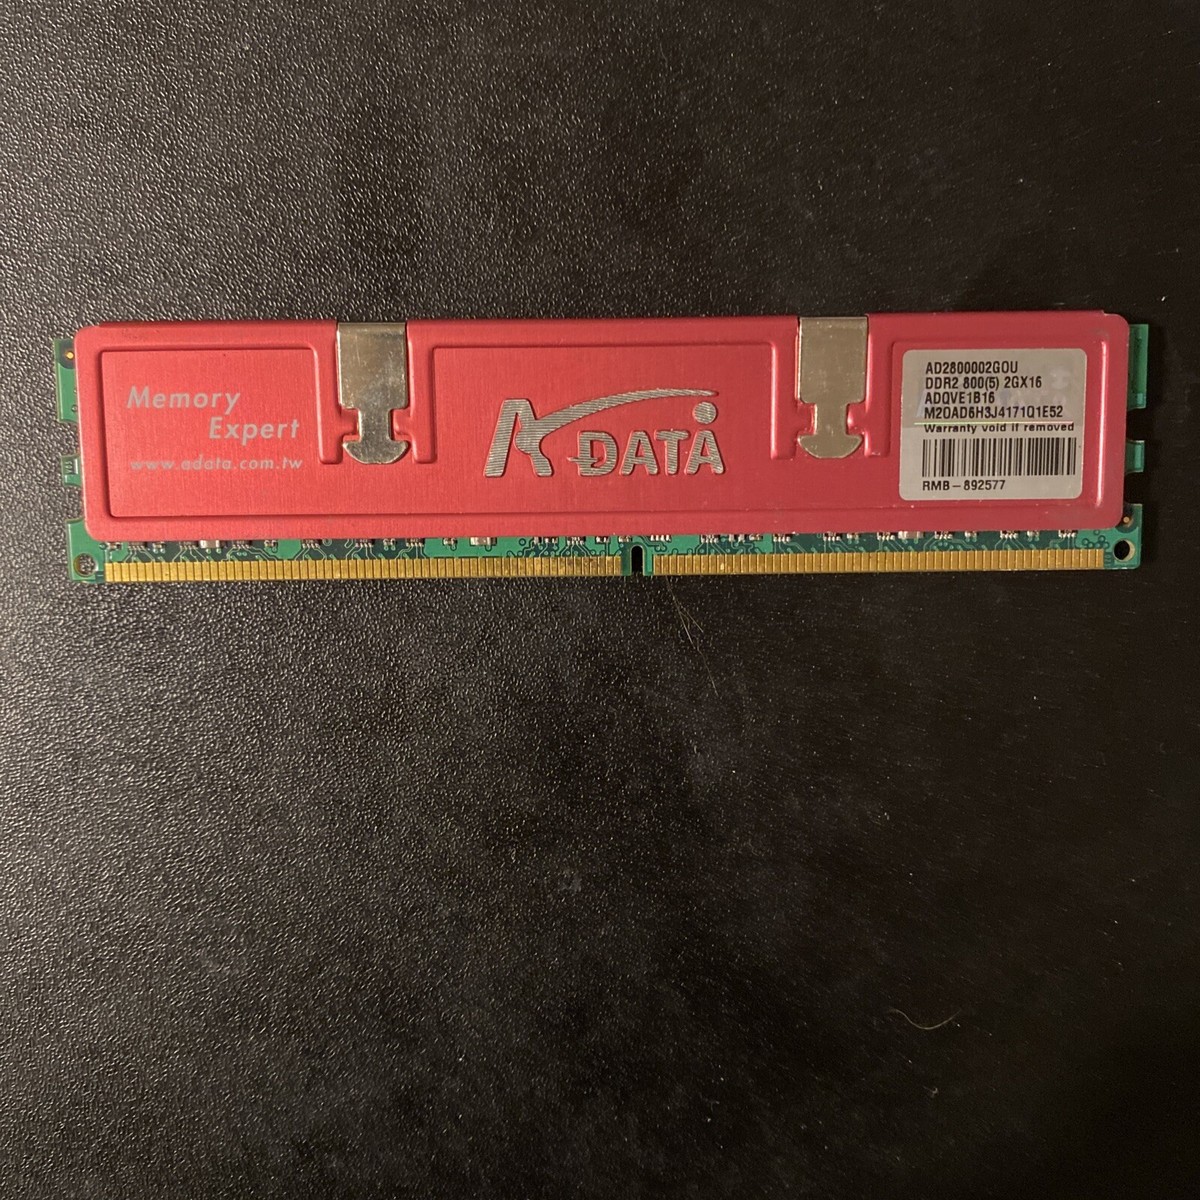 Memory
Expert
www.adata.com.tw
ADATA
AD2800002GOU
DDR2 800(5) 2GX16
ADQVE1B16
M2OAD6H3J4171Q1E52
Warranty void if removed
RMB-892577